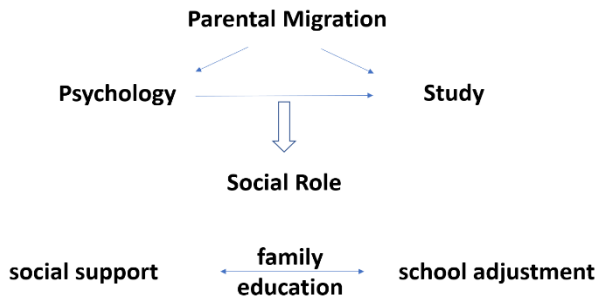 Parental Migration
Psychology
Study
Social Role
social support
family
education
school adjustment